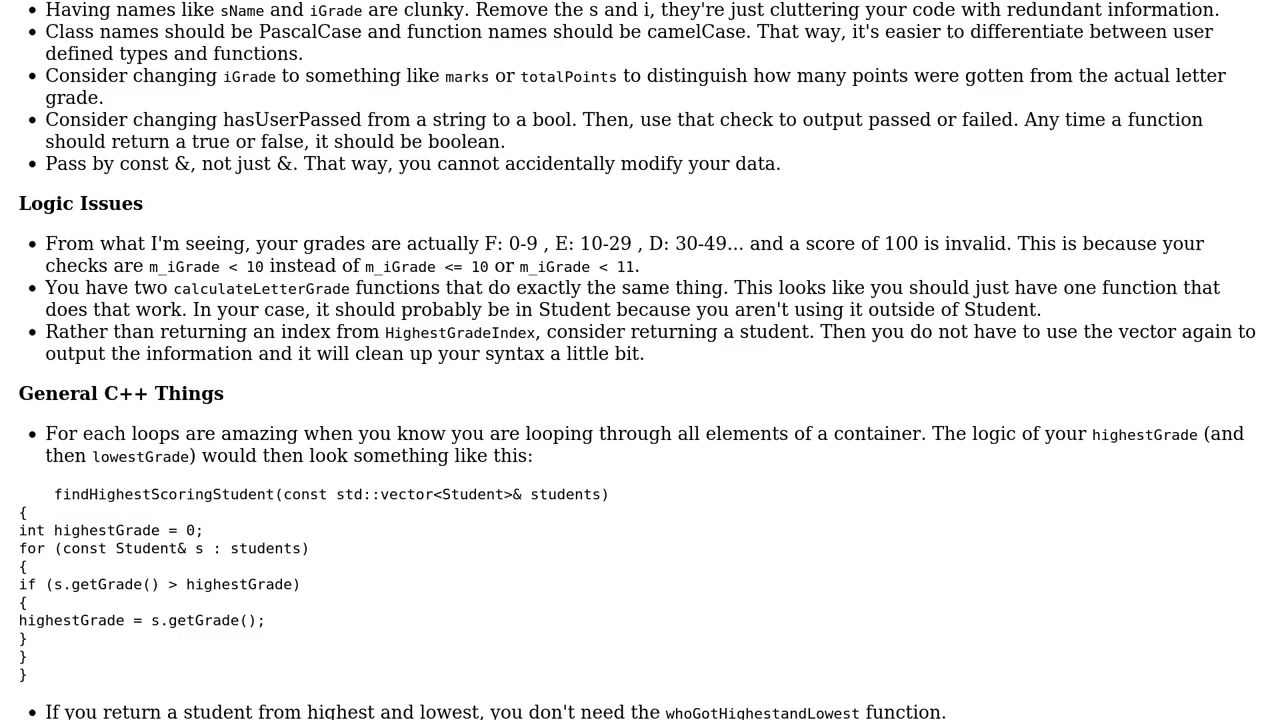 • Having names like sName and iGrade are clunky. Remove the s and i, they're just cluttering your code with redundant information.
• Class names should be PascalCase and function names should be camelCase. That way, it's easier to differentiate between user
defined types and functions.
• Consider changing iGrade to something like marks or totalPoints to distinguish how many points were gotten from the actual letter
grade.
• Consider changing hasUserPassed from a string to a bool. Then, use that check to output passed or failed. Any time a function
should return a true or false, it should be boolean.
• Pass by const &, not just &. That way, you cannot accidentally modify your data.
Logic Issues
• From what I'm seeing, your grades are actually F: 0-9 , E: 10-29 , D: 30-49... and a score of 100 is invalid. This is because your
checks are m_iGrade < 10 instead of m_iGrade <= 10 or m_iGrade < 11.
• You have two calculateLetterGrade functions that do exactly the same thing. This looks like you should just have one function that
does that work. In your case, it should probably be in Student because you aren't using it outside of Student.
• Rather than returning an index from HighestGradeIndex, consider returning a student. Then you do not have to use the vector again to
output the information and it will clean up your syntax a little bit.
General C++ Things
• For each loops are amazing when you know you are looping through all elements of a container. The logic of your highestGrade (and
then lowestGrade) would then look something like this:
findHighestScoringStudent(const std::vector<Student>& students)
{
int highestGrade = 0;
for (const Student& s : students)
{
if (s.getGrade() > highestGrade)
{
highestGrade = s.getGrade();
}
}
}
• If you return a student from highest and lowest, you don't need the whoGotHighestandLowest function.